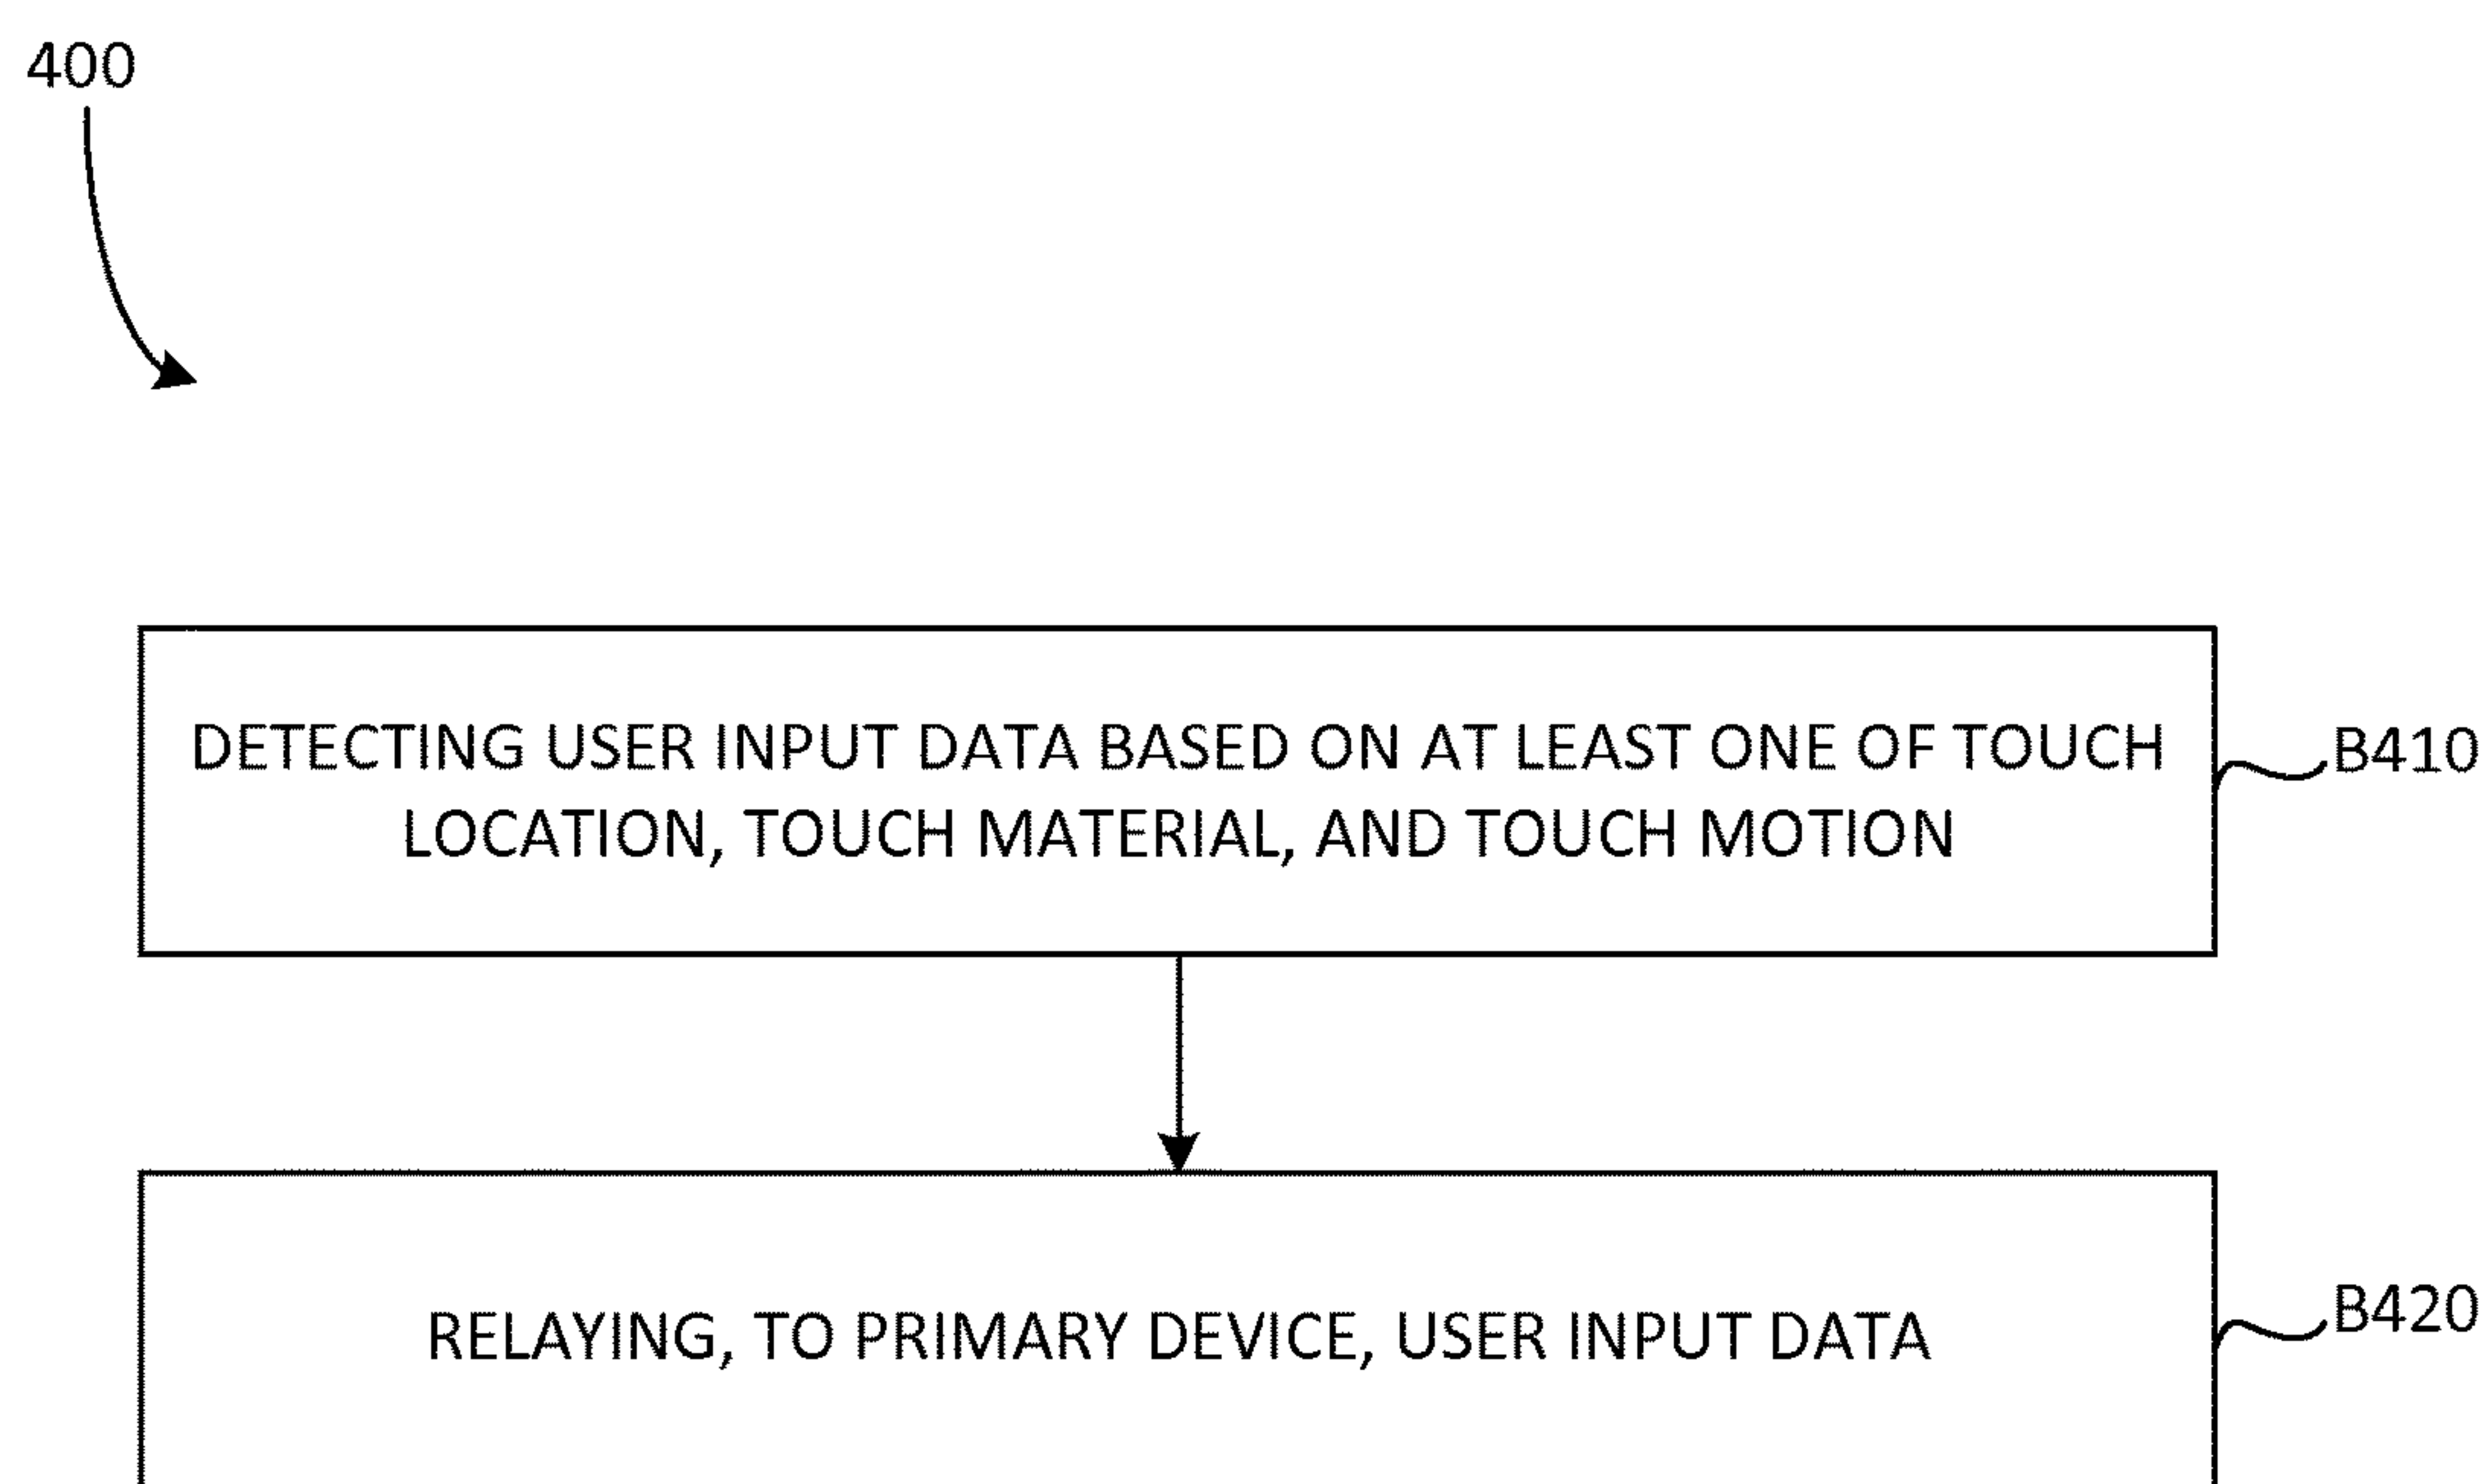 400
DETECTING USER INPUT DATA BASED ON AT LEAST ONE OF TOUCH
LOCATION, TOUCH MATERIAL, AND TOUCH MOTION
B410
RELAYING, TO PRIMARY DEVICE, USER INPUT DATA
B420